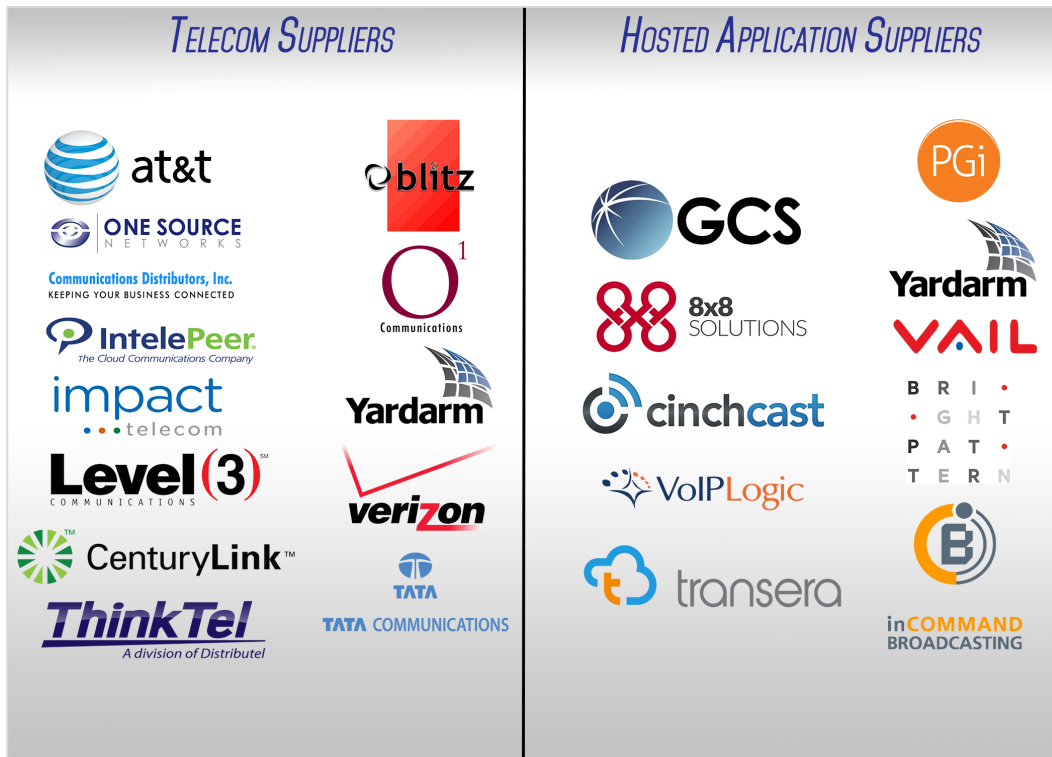 TELECOM SUPPLIERS
at&t
ONE SOURCE
NETWORKS
Communications Distributors, Inc.
KEEPING YOUR BUSINESS CONNECTED
IntelePeer.
The Cloud Communications Company
impact
telecom
Level(3)℠
COMMUNICATIONS
CenturyLink™
ThinkTel
A division of Distributel
blitz
O1
Communications
Yardarm
verizon
TATA
TATA COMMUNICATIONS
HOSTED APPLICATION SUPPLIERS
GCS
8x8
SOLUTIONS
cinchcast
VoIPLogic
t
transera
PGi
Yardarm
VAIL
BRI
GHT
PAT
TERN
B
inCOMMAND
BROADCASTING